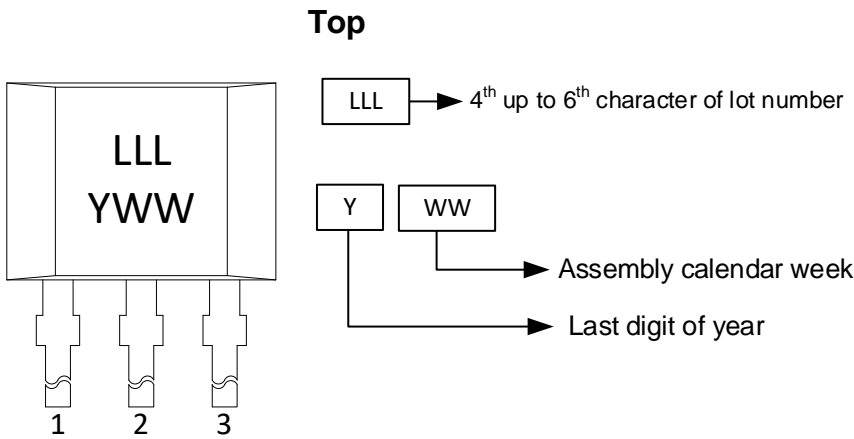 Top
LLL
YWW
1 2 3
LLL 4th up to 6th character of lot number
Y WW
Assembly calendar week
Last digit of year